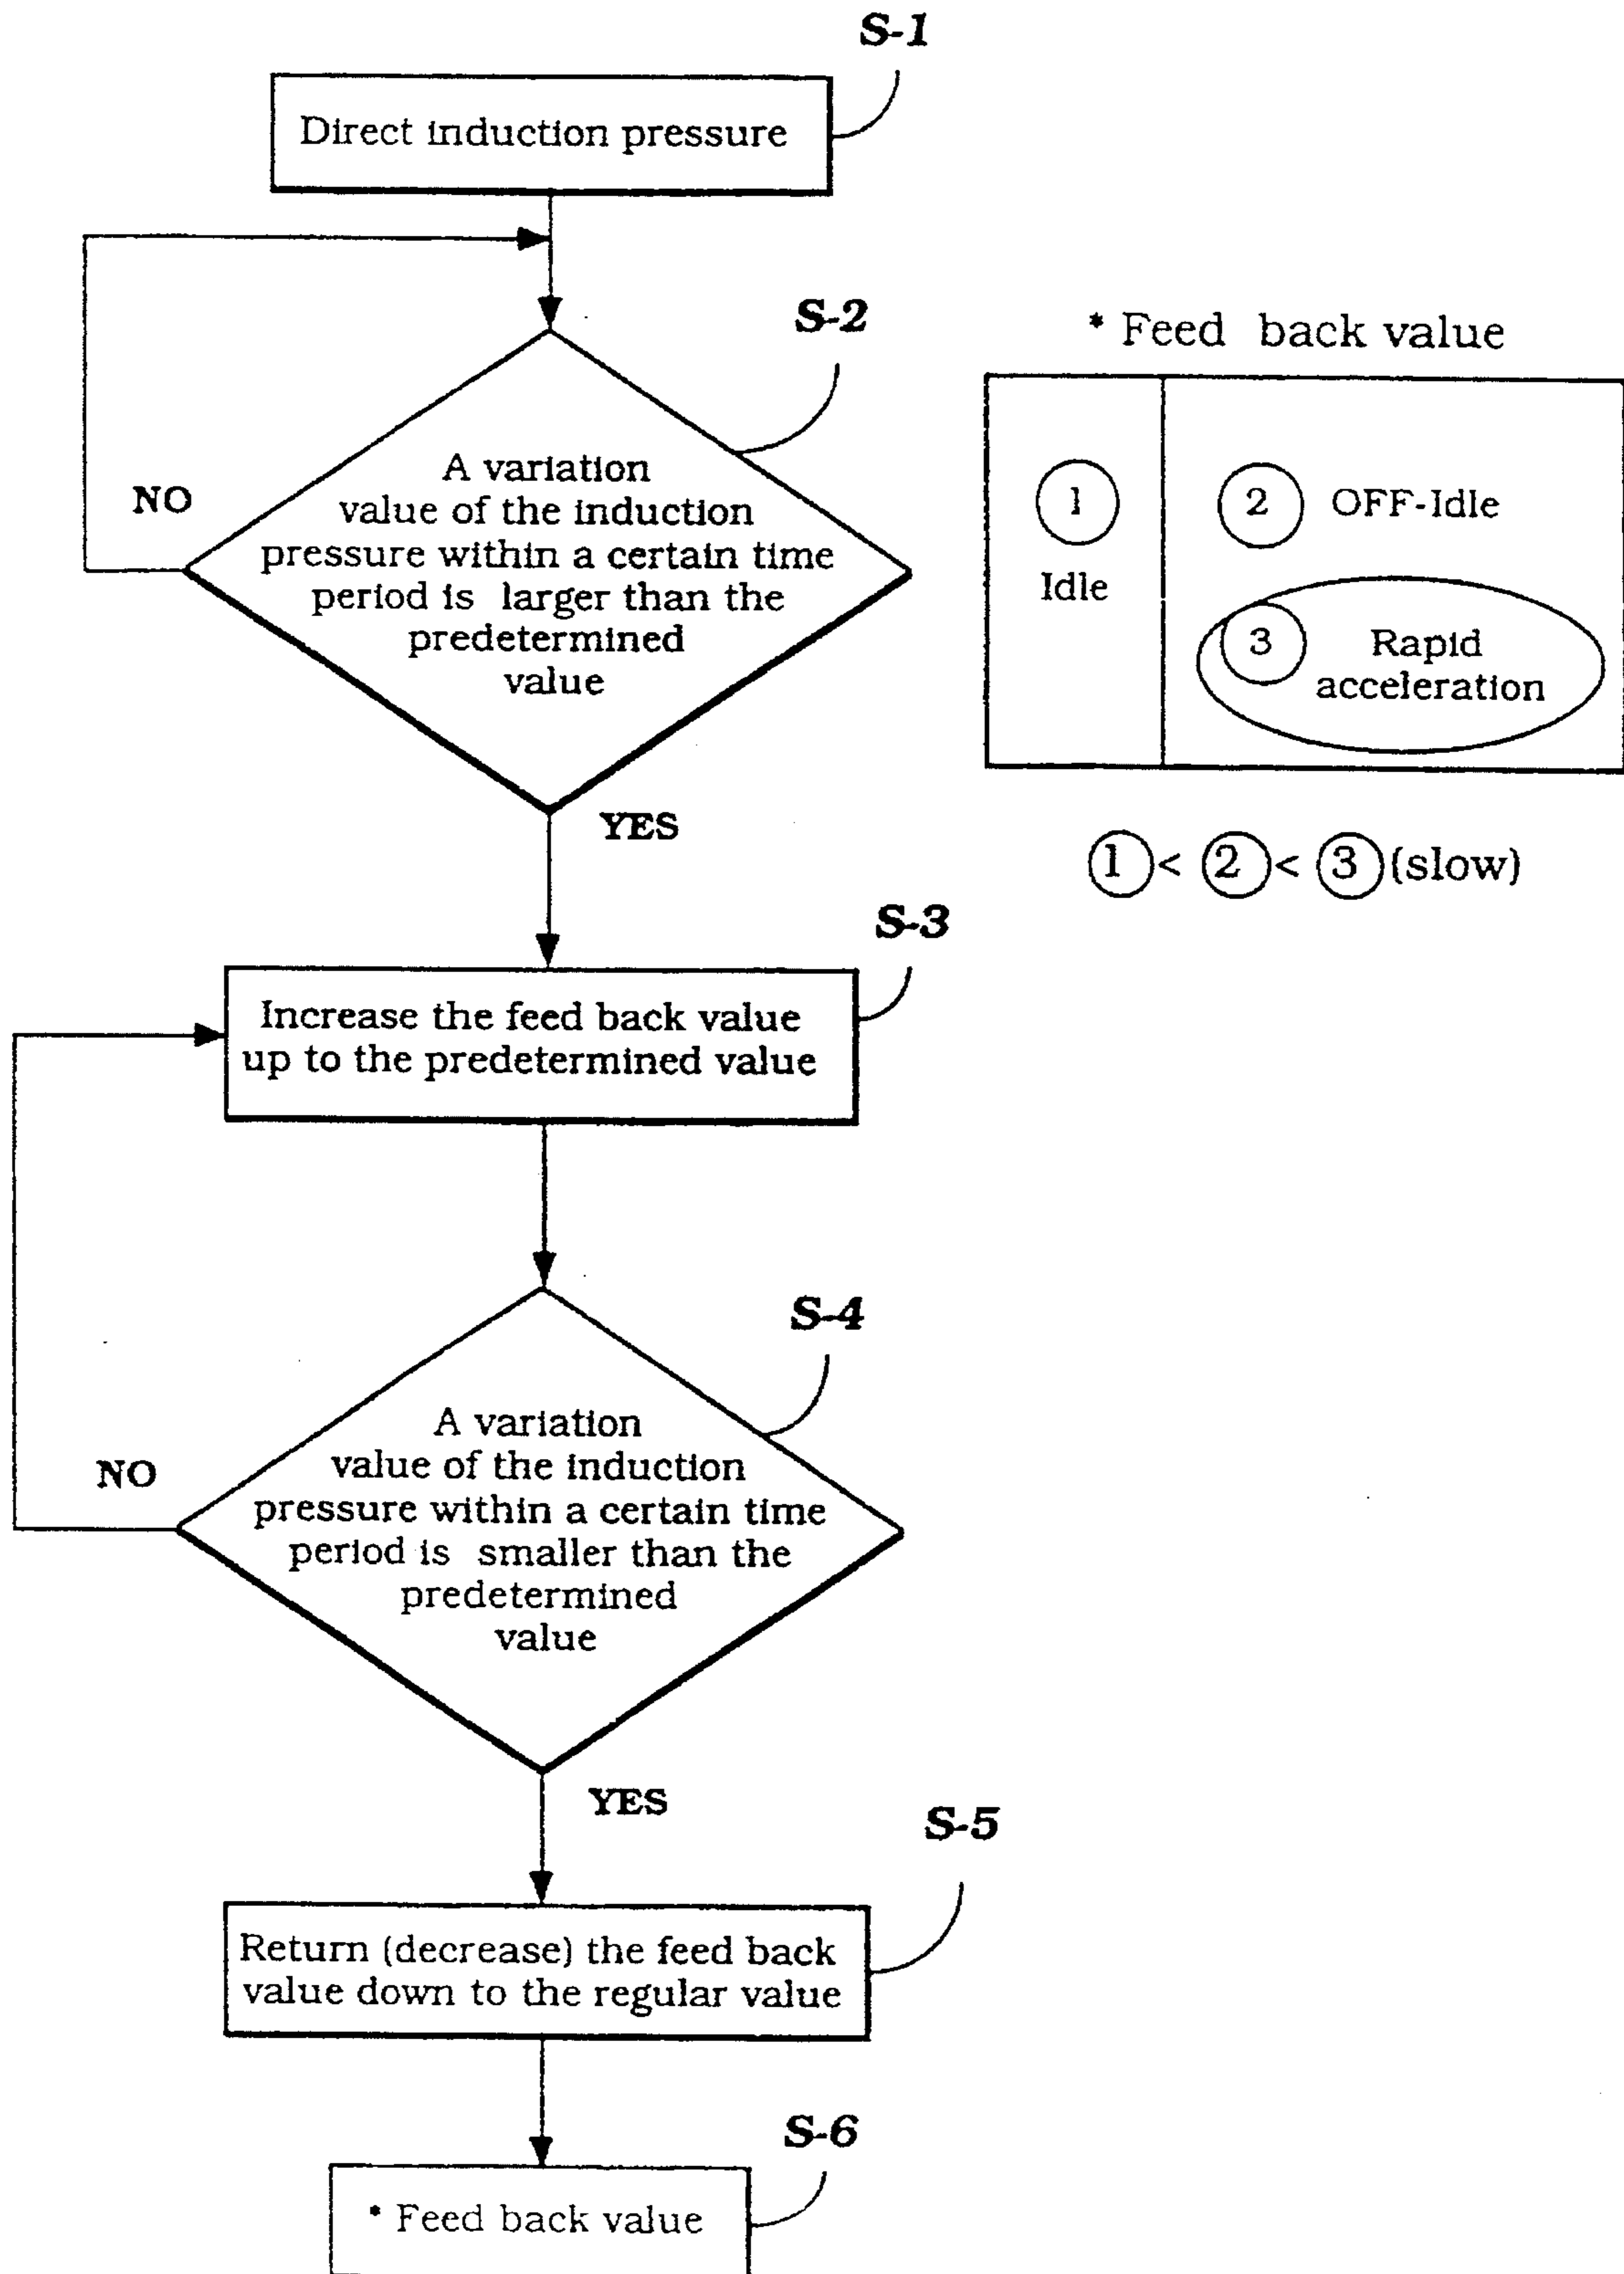 S-1
Direct induction pressure
S-2
NO
A variation
value of the induction
pressure within a certain time
period is larger than the
predetermined
value
YES
* Feed back value
1
Idle
2 OFF-Idle
3 Rapid
acceleration
1 < 2 < 3 (slow)
S-3
Increase the feed back value
up to the predetermined value
S-4
NO
A variation
value of the induction
pressure within a certain time
period is smaller than the
predetermined
value
YES
S-5
Return (decrease) the feed back
value down to the regular value
S-6
* Feed back value